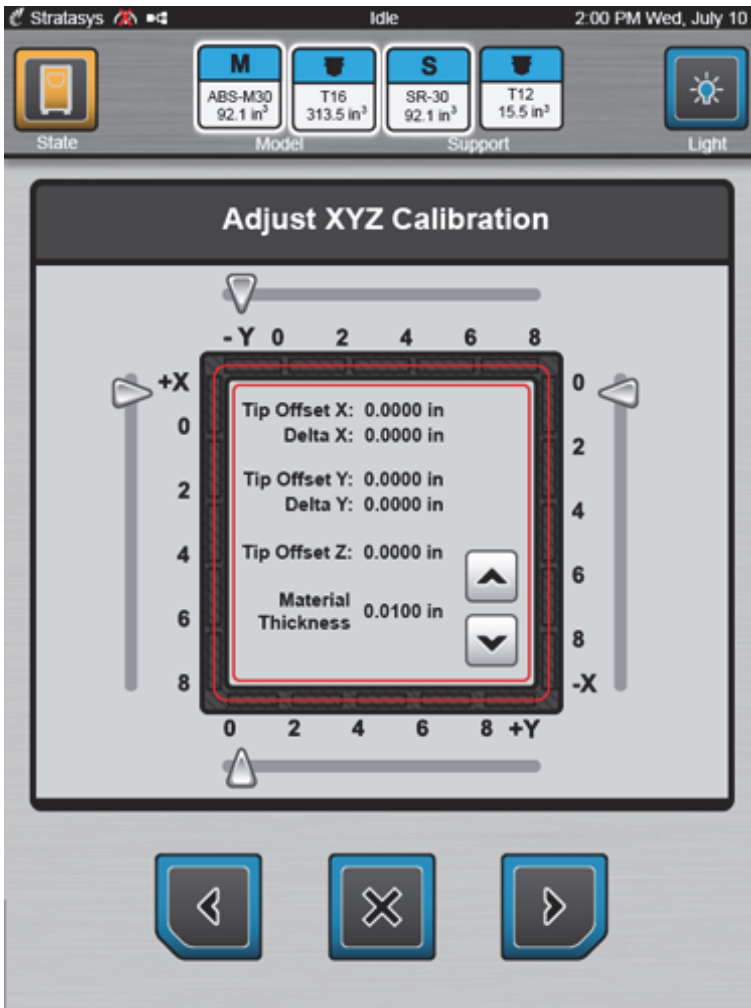 Stratasys Idle 2:00 PM Wed, July 10
M S
ABS-M30 T16 SR-30 T12
92.1 in³ 313.5 in³ 92.1 in³ 15.5 in³
State Model Support Light
Adjust XYZ Calibration
- Y 0 2 4 6 8
+X
0
2
4
6
8
Tip Offset X: 0.0000 in
Delta X: 0.0000 in
Tip Offset Y: 0.0000 in
Delta Y: 0.0000 in
Tip Offset Z: 0.0000 in
Material
Thickness 0.0100 in
0
2
4
6
8
-X
0 2 4 6 8 +Y